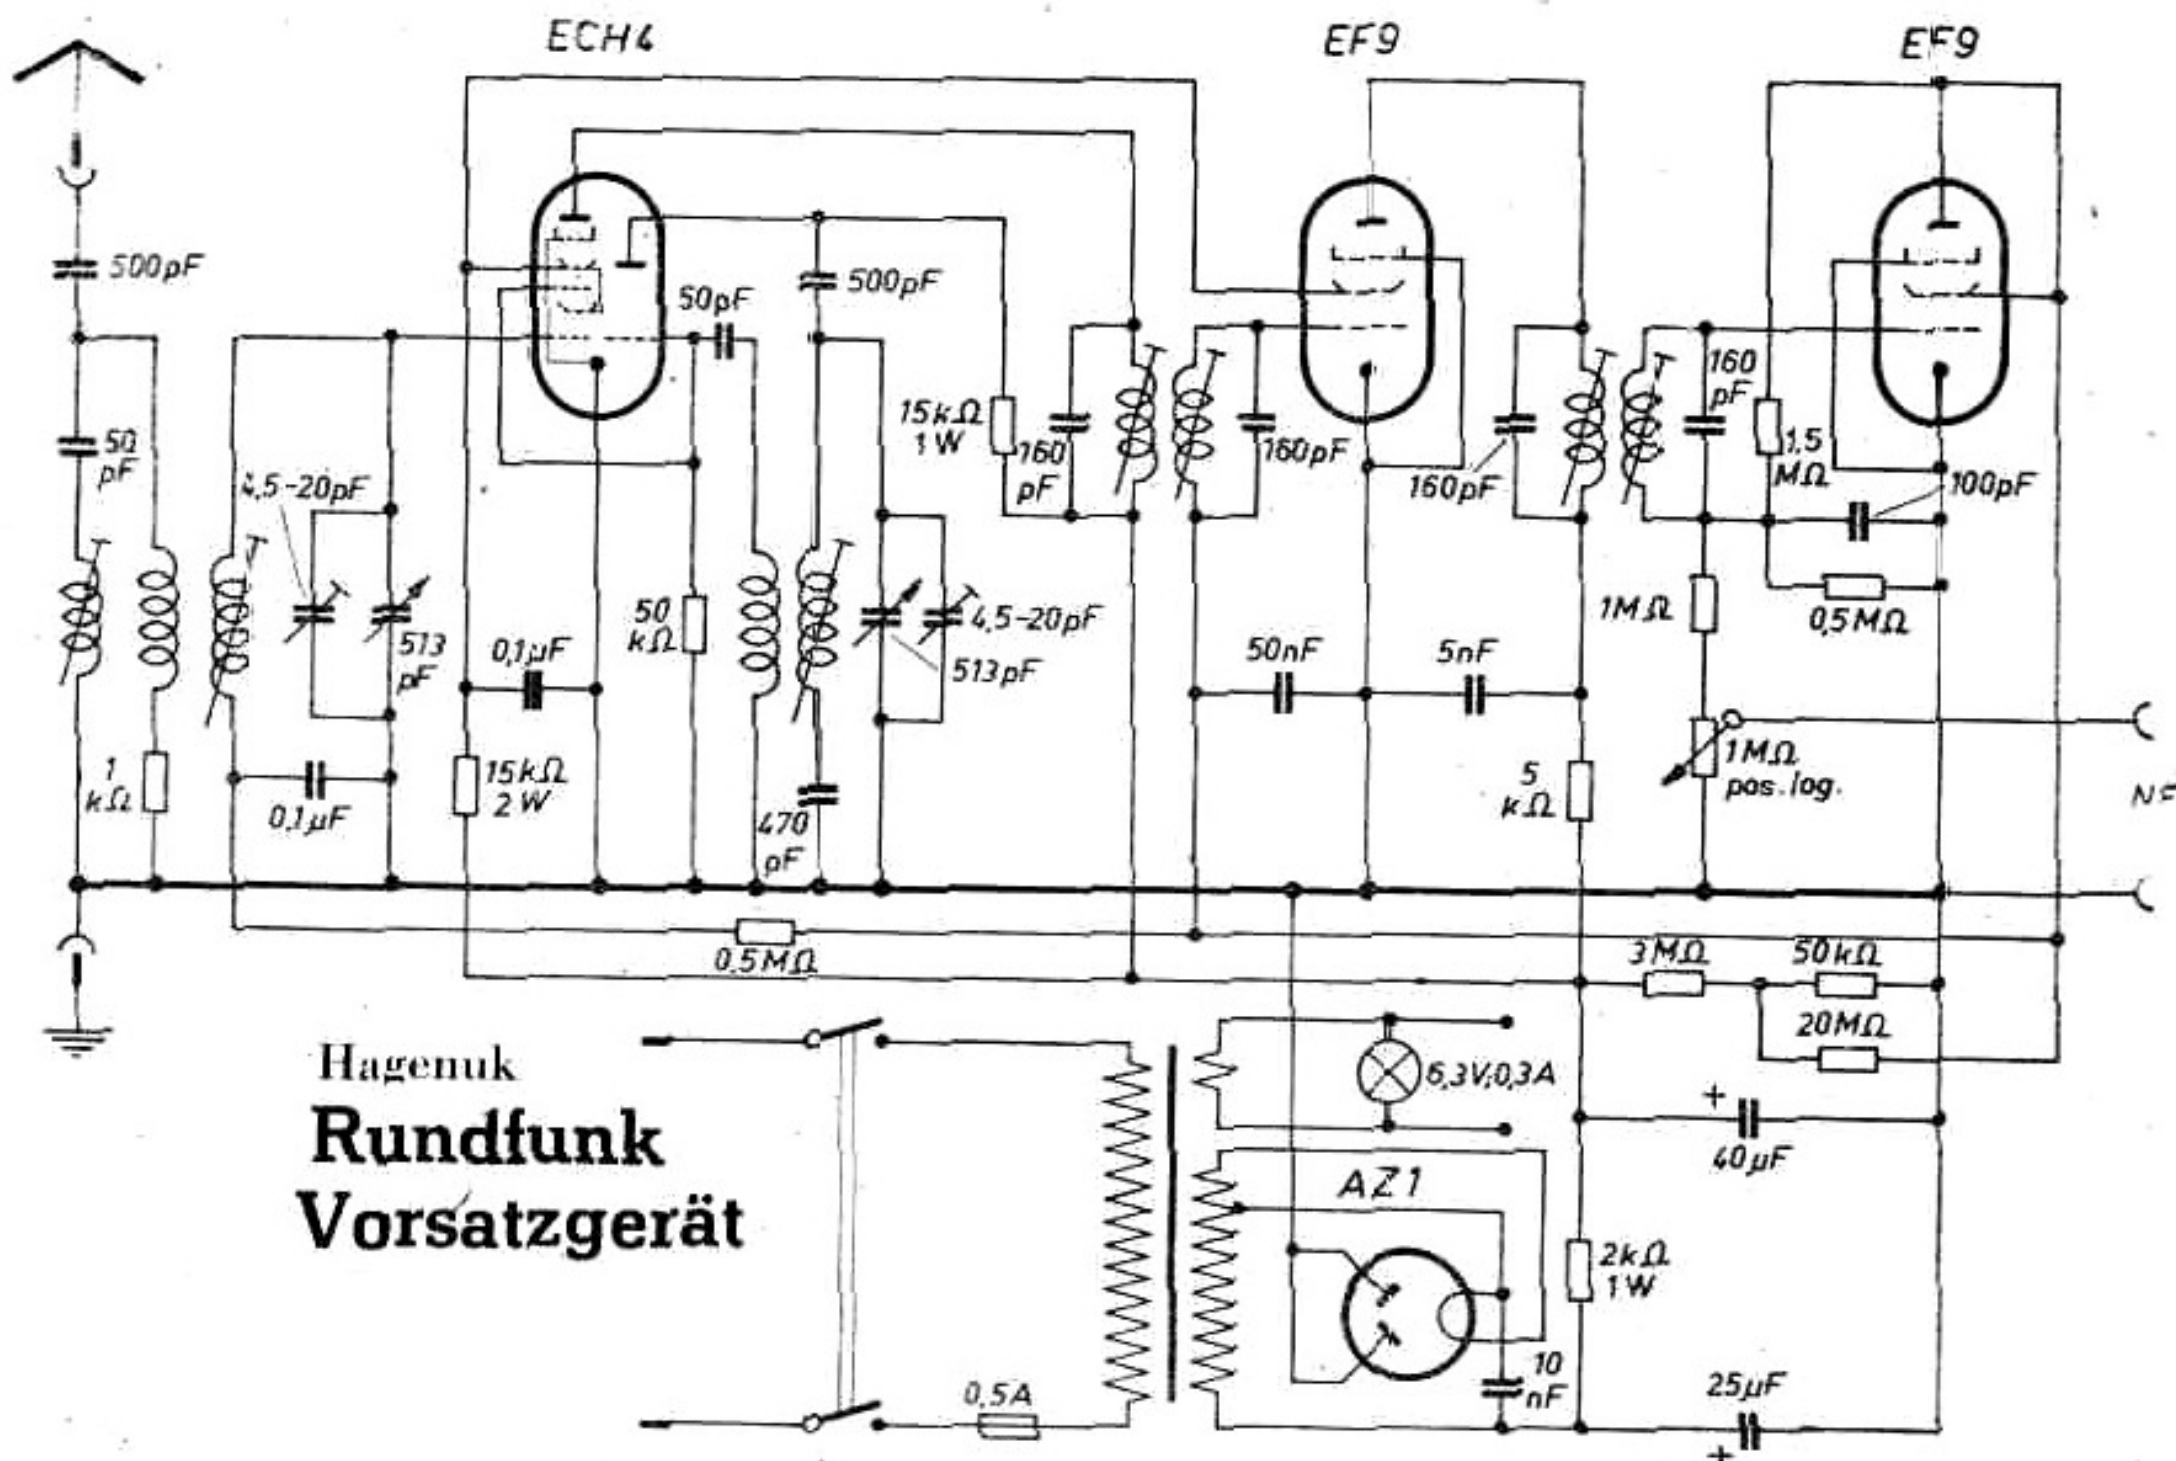 ECH4
EF9
EF9
500pF
50pF
500pF
50
pF
4,5-20pF
513
pF
0,1µF
1
kΩ
0,1µF
15kΩ
2W
50
kΩ
470
pF
4,5-20pF
513pF
15kΩ
1W
160
pF
160pF
160pF
160
pF
1,5
MΩ
100pF
50nF
5nF
1MΩ
0,5MΩ
5
kΩ
1MΩ
pos. log.
NF
0,5MΩ
3MΩ
50kΩ
20MΩ
Hagenuk
Rundfunk
Vorsatzgerät
6,3V;0,3A
+
40µF
AZ1
2kΩ
1W
10
nF
0,5A
25µF
+